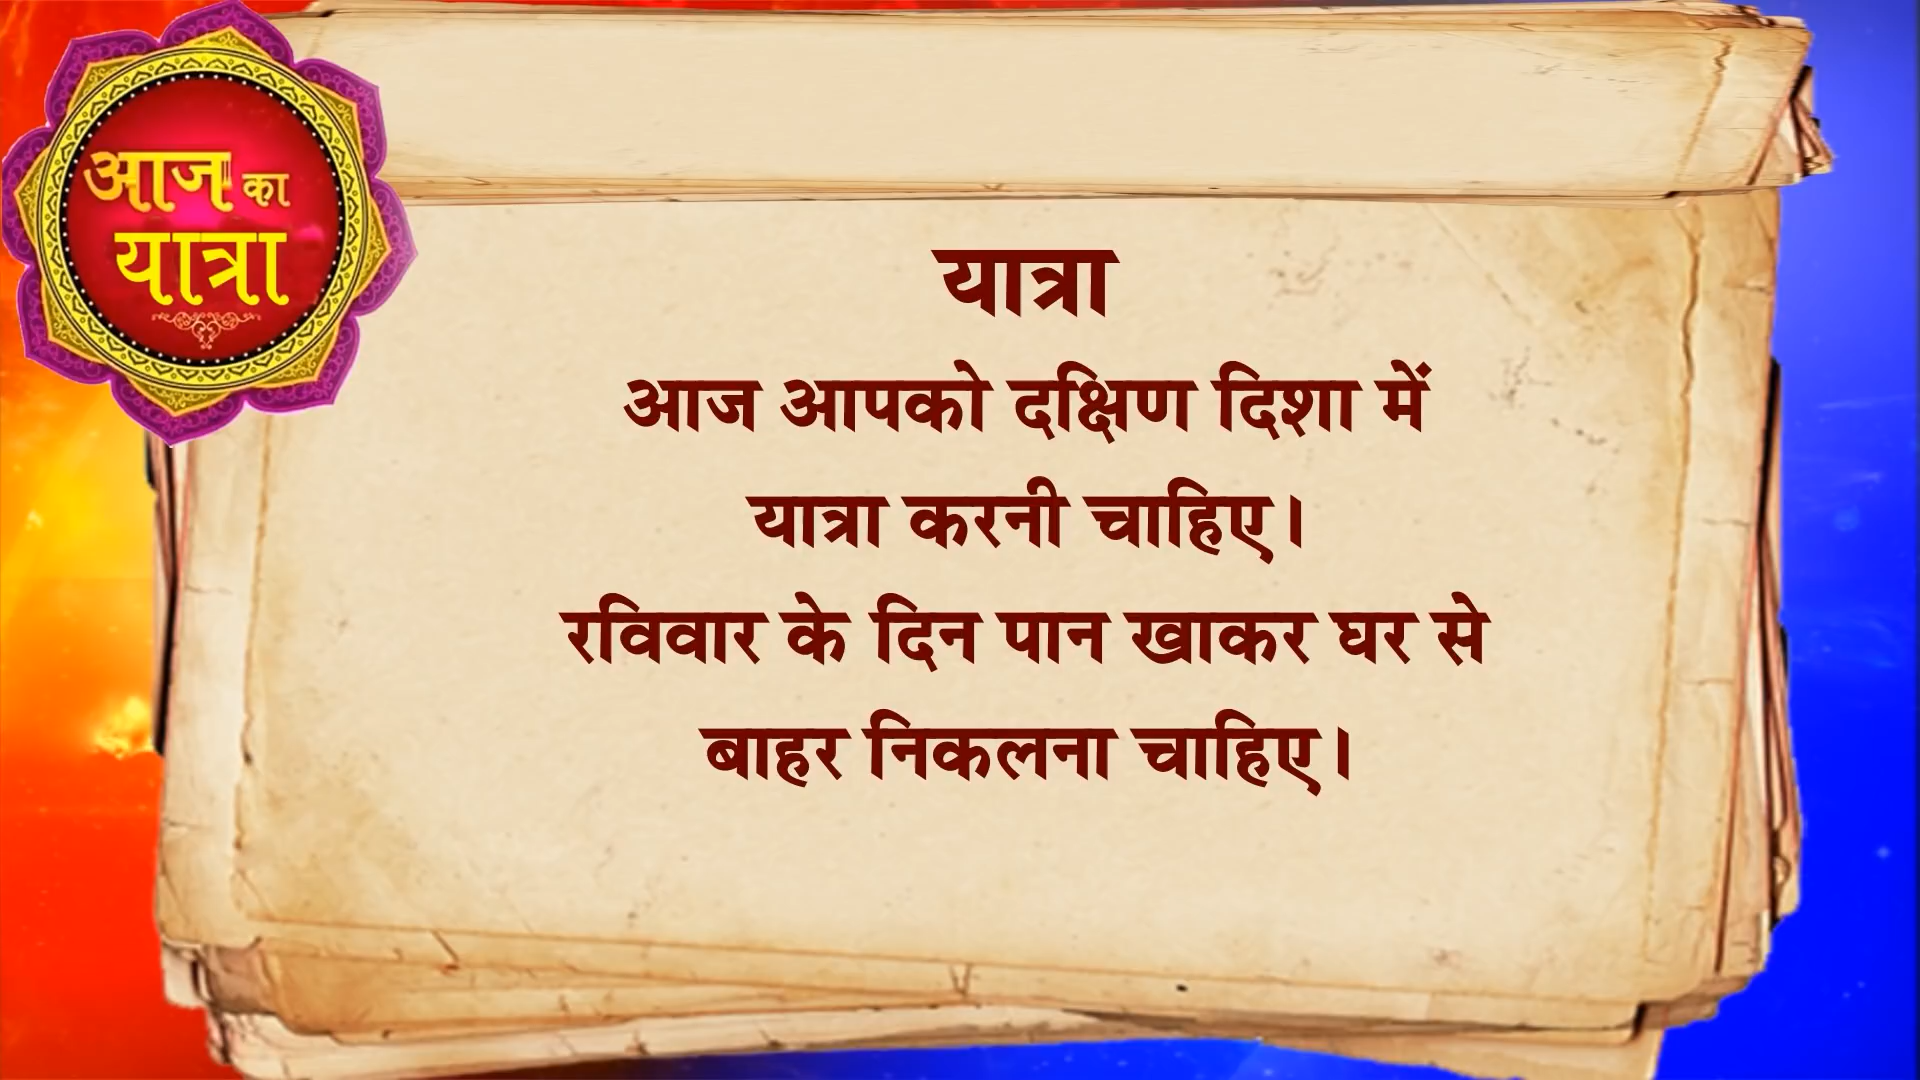 आज का
यात्रा
यात्रा
आज आपको दक्षिण दिशा में
यात्रा करनी चाहिए।
रविवार के दिन पान खाकर घर से
बाहर निकलना चाहिए।